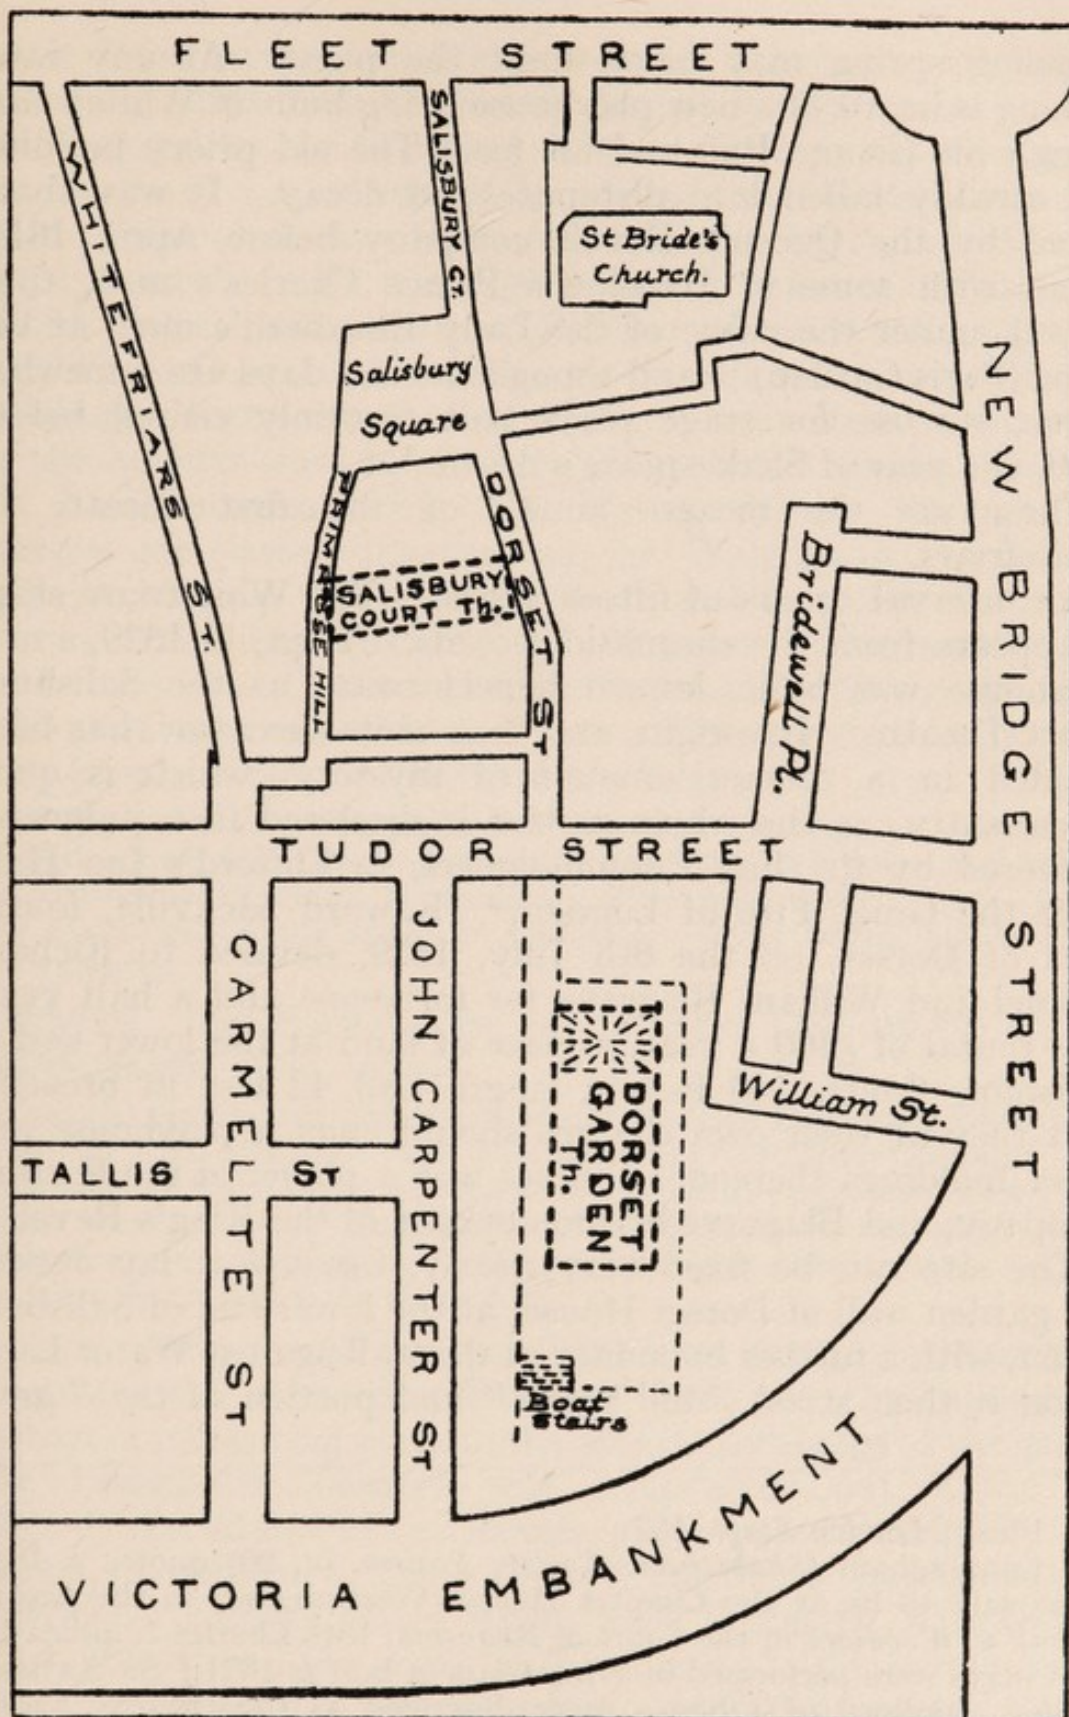 FLEET STREET
WHITEFRIARS ST.
SALISBURY CT.
St Bride's
Church.
Salisbury
Square
PRIMROSE HILL
DORSET ST
SALISBURY
COURT Th.
Bridewell Pl.
NEW BRIDGE STREET
TUDOR STREET
CARMELITE ST
JOHN CARPENTER ST
DORSET
GARDEN
Th.
William St.
TALLIS ST
Boat
stairs
VICTORIA EMBANKMENT